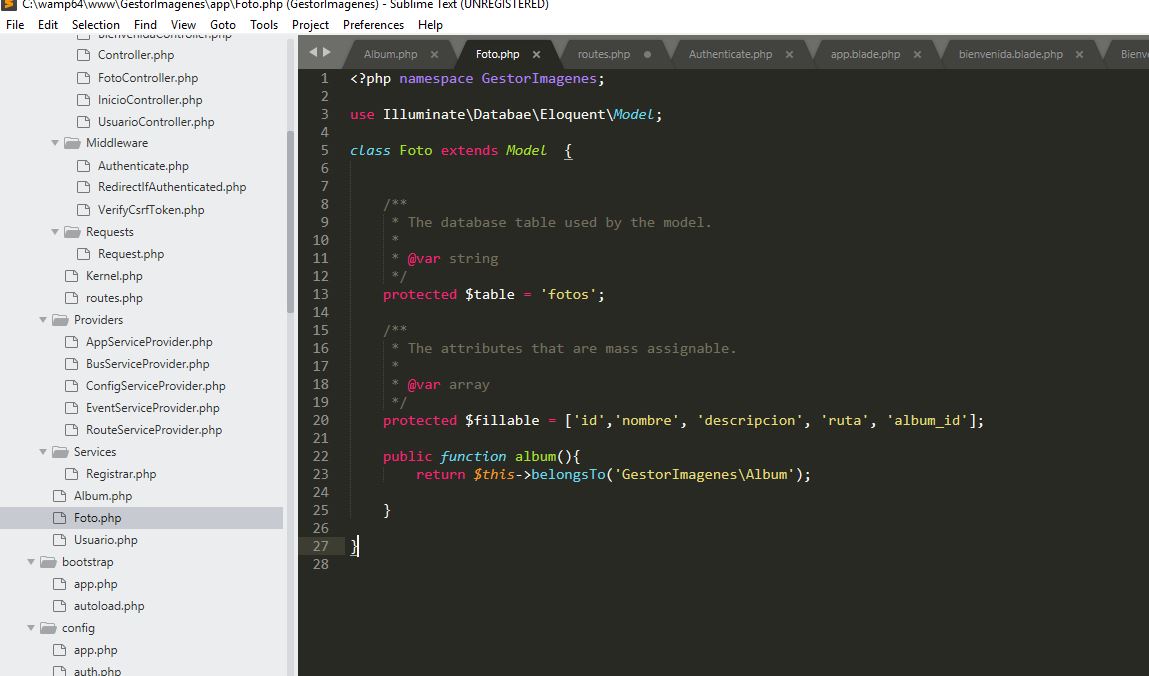 C:\wamp64\www\GestorImagenes\app\Foto.php (GestorImagenes) - Sublime Text (UNREGISTERED)
File Edit Selection Find View Goto Tools Project Preferences Help
BienvenidaController.php
Controller.php
FotoController.php
InicioController.php
UsuarioController.php
Middleware
Authenticate.php
RedirectIfAuthenticated.php
VerifyCsrfToken.php
Requests
Request.php
Kernel.php
routes.php
Providers
AppServiceProvider.php
BusServiceProvider.php
ConfigServiceProvider.php
EventServiceProvider.php
RouteServiceProvider.php
Services
Registrar.php
Album.php
Foto.php
Usuario.php
bootstrap
app.php
autoload.php
config
app.php
auth.php
Album.php × Foto.php × routes.php Authenticate.php × app.blade.php × bienvenida.blade.php × Bienv
1 <?php namespace GestorImagenes;
2
3 use Illuminate\Databae\Eloquent\Model;
4
5 class Foto extends Model {
6
7
8 /**
9 * The database table used by the model.
10 *
11 * @var string
12 */
13 protected $table = 'fotos';
14
15 /**
16 * The attributes that are mass assignable.
17 *
18 * @var array
19 */
20 protected $fillable = ['id','nombre', 'descripcion', 'ruta', 'album_id'];
21
22 public function album(){
23 return $this->belongsTo('GestorImagenes\Album');
24
25 }
26
27 }
28